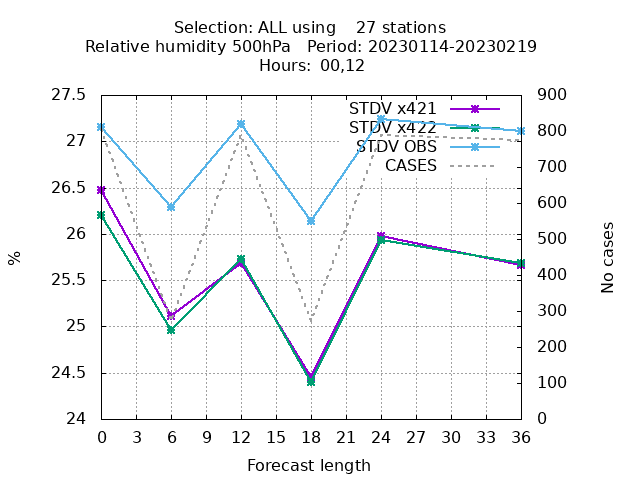 Selection: ALL using    27 stations
Relative humidity 500hPa   Period: 20230114-20230219
Hours:  00,12
27.5
27
26.5
26
25.5
25
24.5
24
900
800
700
600
500
400
300
200
100
0
STDV x421
STDV x422
STDV OBS
CASES
%
No cases
0 3 6 9 12 15 18 21 24 27 30 33 36
Forecast length